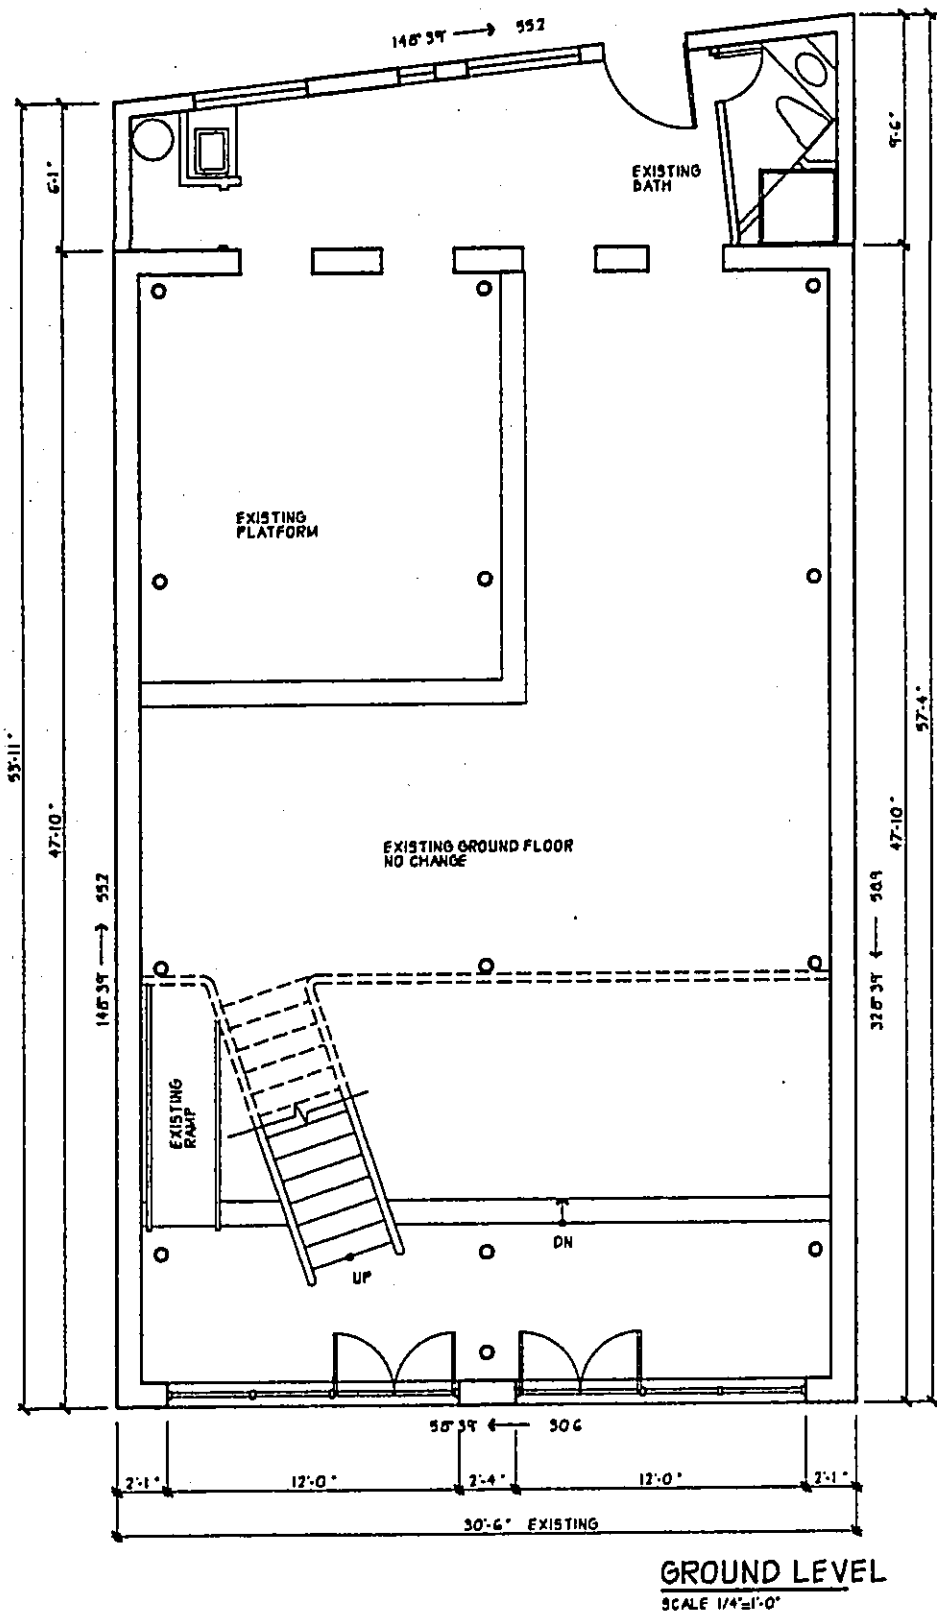 148°39' → 55.2
6'-1"
9'-6"
EXISTING
BATH
EXISTING
PLATFORM
53'-11"
57'-4"
47'-10"
47'-10"
EXISTING GROUND FLOOR
NO CHANGE
148°39' → 55.2
328°39' ← 58.9
EXISTING
RAMP
DN
UP
58°39' ← 30.6
2'-1"
12'-0"
2'-4"
12'-0"
2'-1"
30'-6" EXISTING
GROUND LEVEL
SCALE 1/4"=1'-0"